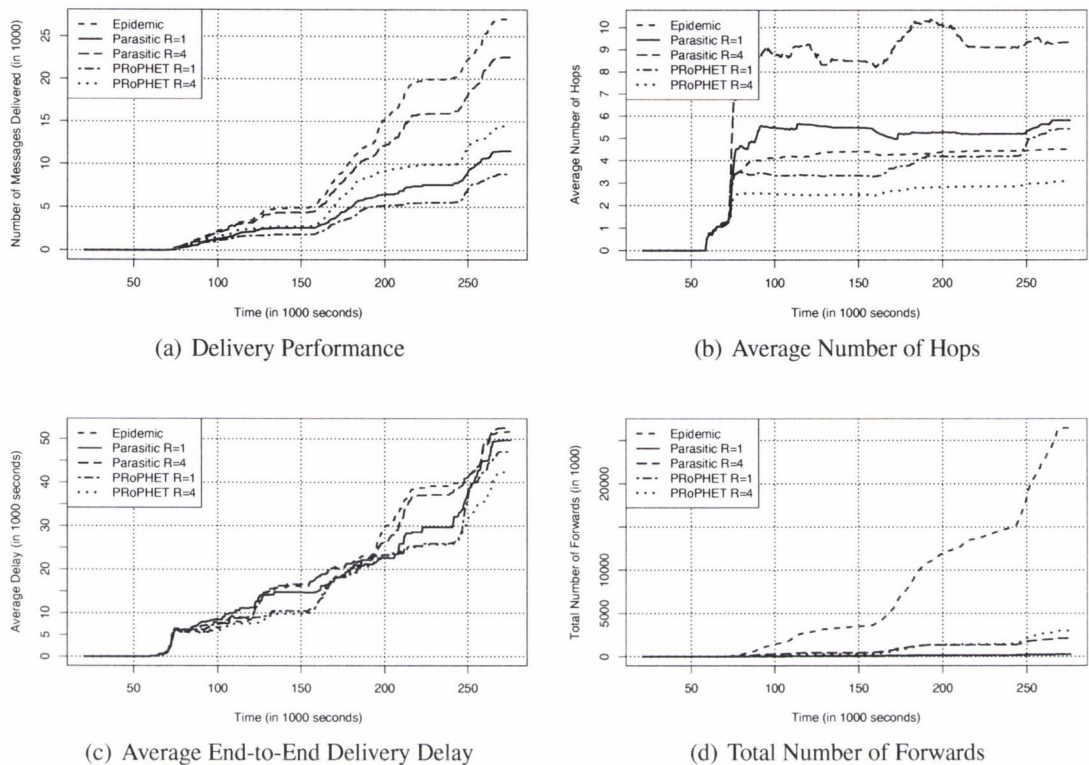 Number of Messages Delivered (in 1000)
0 5 10 15 20 25
Epidemic
Parasitic R=1
Parasitic R=4
PRoPHET R=1
PRoPHET R=4
50 100 150 200 250
Time (in 1000 seconds)
(a) Delivery Performance
Average Number of Hops
0 1 2 3 4 5 6 7 8 9 10
Epidemic
Parasitic R=1
Parasitic R=4
PRoPHET R=1
PRoPHET R=4
50 100 150 200 250
Time (in 1000 seconds)
(b) Average Number of Hops
Average Delay (in 1000 seconds)
0 5 10 20 30 40 50
Epidemic
Parasitic R=1
Parasitic R=4
PRoPHET R=1
PRoPHET R=4
50 100 150 200 250
Time (in 1000 seconds)
(c) Average End-to-End Delivery Delay
Total Number of Forwards (in 1000)
0 5000 10000 20000
Epidemic
Parasitic R=1
Parasitic R=4
PRoPHET R=1
PRoPHET R=4
50 100 150 200 250
Time (in 1000 seconds)
(d) Total Number of Forwards